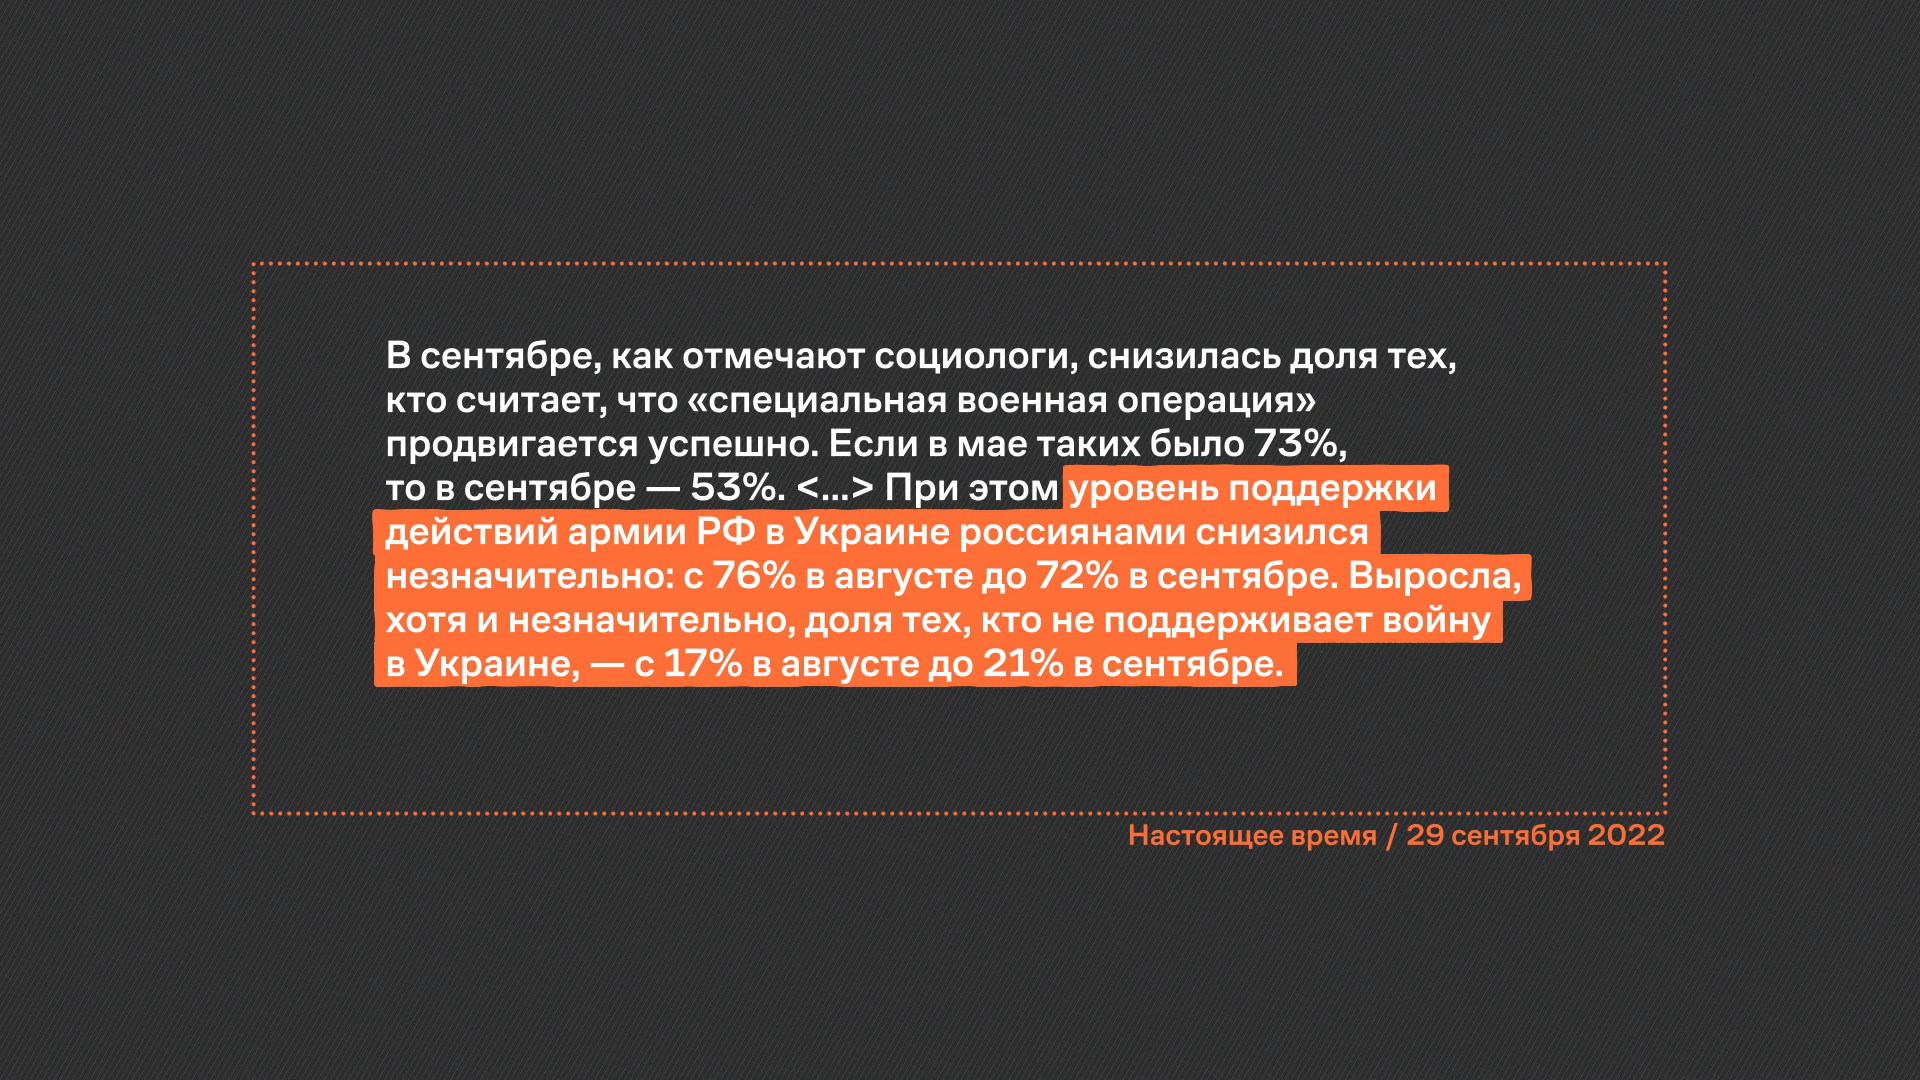 В сентябре, как отмечают социологи, снизилась доля тех,
кто считает, что «специальная военная операция»
продвигается успешно. Если в мае таких было 73%,
то в сентябре — 53%. <...> При этом уровень поддержки
действий армии РФ в Украине россиянами снизился
незначительно: с 76% в августе до 72% в сентябре. Выросла,
хотя и незначительно, доля тех, кто не поддерживает войну
в Украине, — с 17% в августе до 21% в сентябре.
Настоящее время / 29 сентября 2022